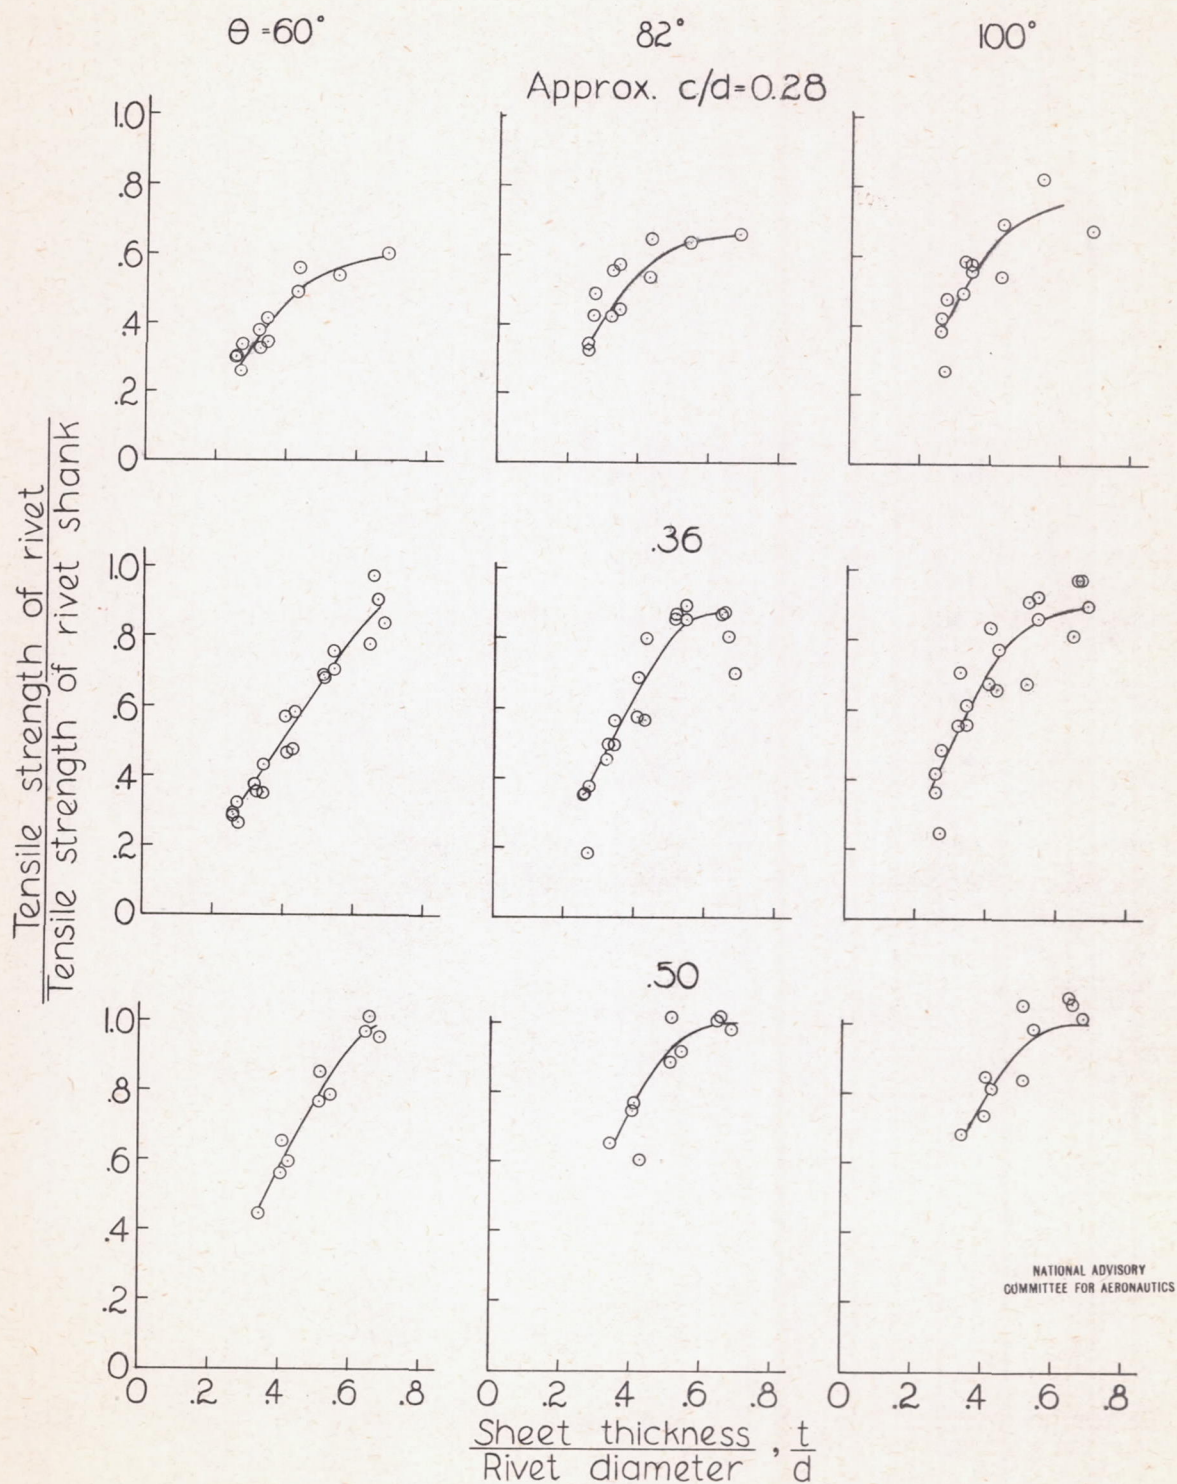 θ =60° 82° 100°
Approx. c/d=0.28
1.0
.8
.6
.4
.2
0
.36
1.0
.8
.6
.4
.2
0
Tensile strength of rivet
Tensile strength of rivet shank
.50
1.0
.8
.6
.4
.2
0
NATIONAL ADVISORY
COMMITTEE FOR AERONAUTICS
0 .2 .4 .6 .8 0 .2 .4 .6 .8 0 .2 .4 .6 .8
Sheet thickness , t
Rivet diameter d